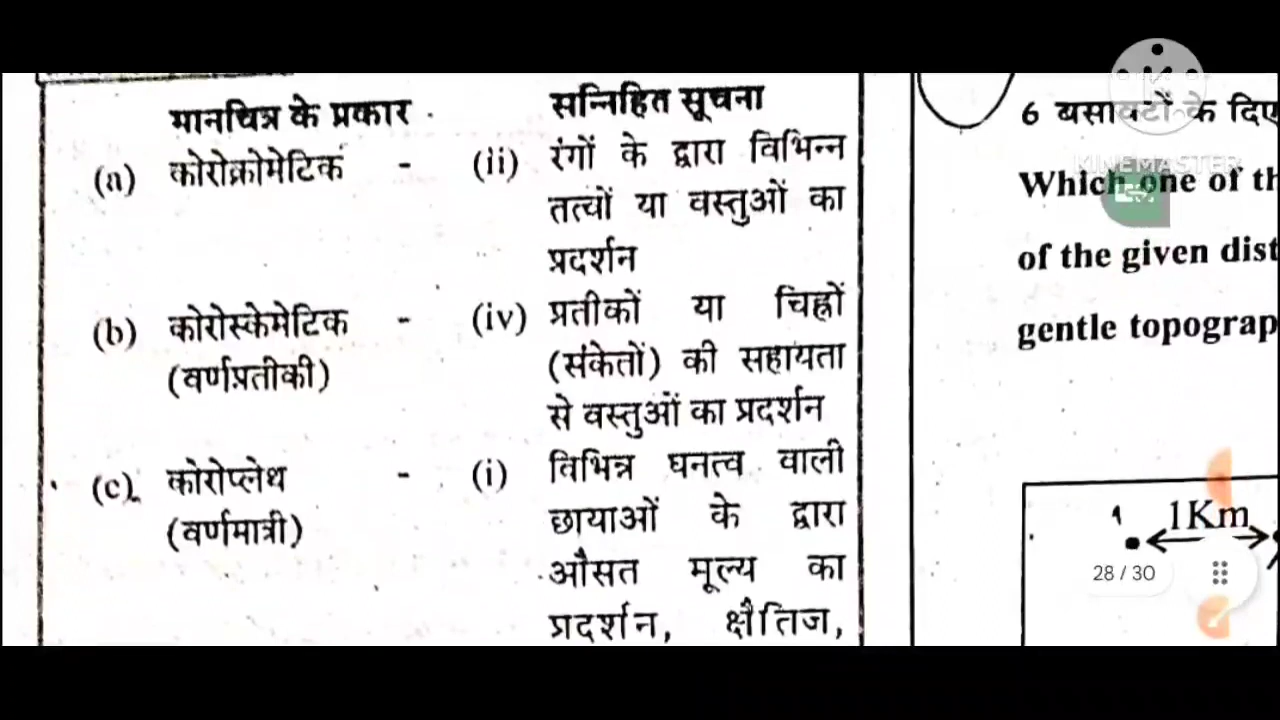 मानचित्र के प्रकार
सन्निहित सूचना
(a) कोरोक्रोमेटिक - (ii) रंगों के द्वारा विभिन्न
तत्वों या वस्तुओं का
प्रदर्शन
(b) कोरोस्केमेटिक - (iv) प्रतीकों या चिह्नों
(वर्णप्रतीकी) (संकेतों) की सहायता
से वस्तुओं का प्रदर्शन
(c) कोरोप्लेथ - (i) विभिन्न घनत्व वाली
(वर्णमात्री) छायाओं के द्वारा
औसत मूल्य का
प्रदर्शन, क्षैतिज,
6 बसावटों के दिए
KINEMASTER
Which one of th
of the given dist
gentle topograp
1 1Km
28 / 30